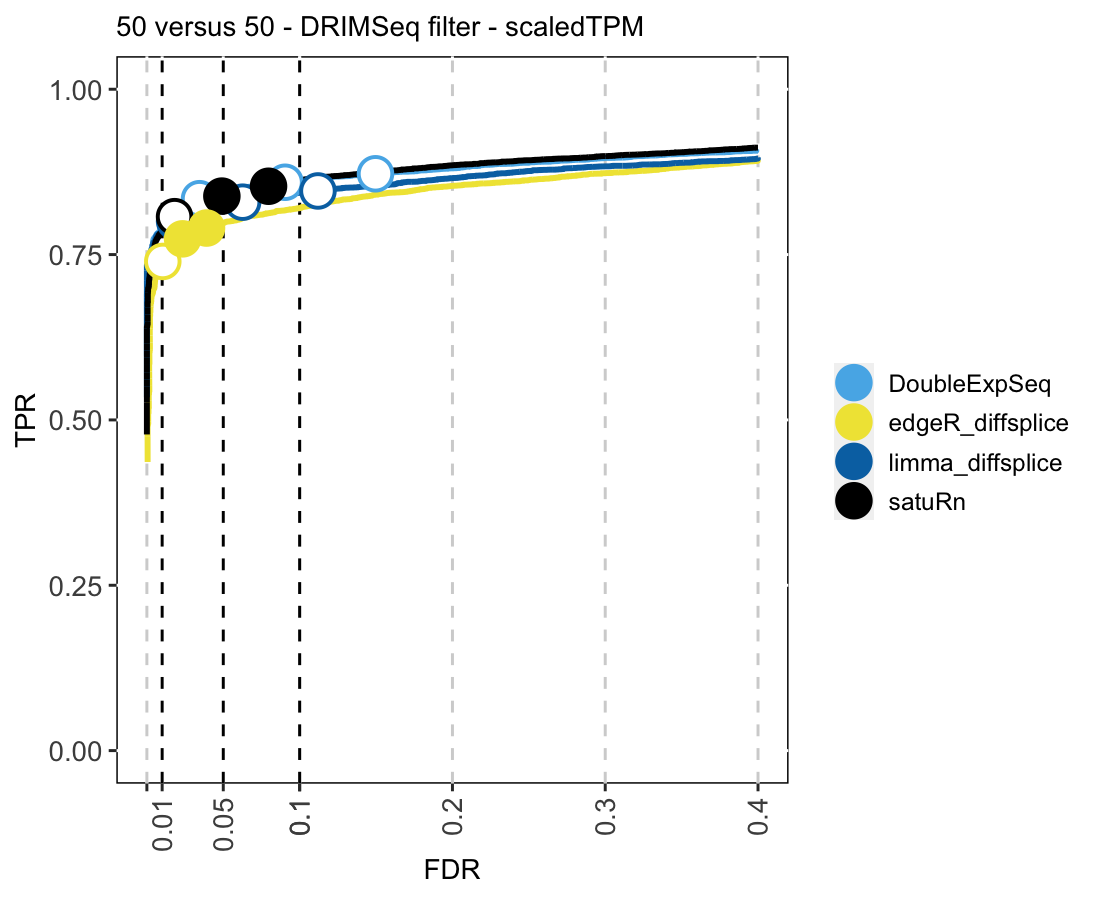 50 versus 50 - DRIMSeq filter - scaledTPM
1.00
0.75
0.50
0.25
0.00
TPR
0.01
0.05
0.1
0.2
0.3
0.4
FDR
DoubleExpSeq
edgeR_diffsplice
limma_diffsplice
satuRn